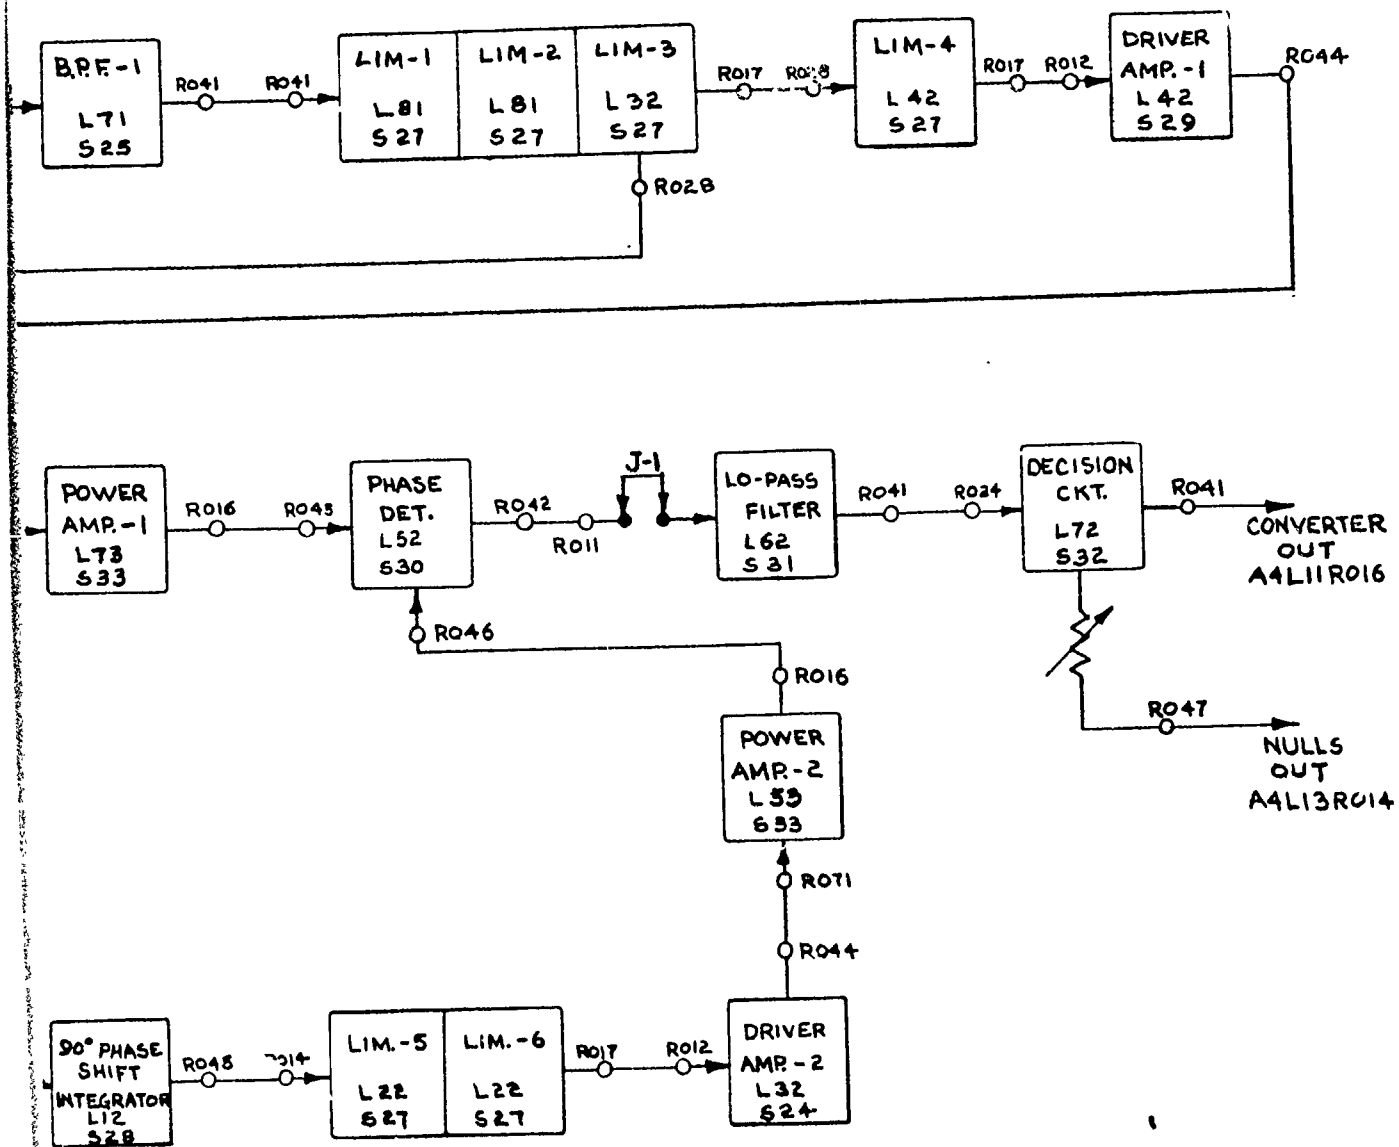 B.P.F.-1
L71
S25
R041
R041
LIM-1
L81
S27
LIM-2
L81
S27
LIM-3
L32
S27
R028
R017
LIM-4
L42
S27
R017
R012
DRIVER
AMP.-1
L42
S29
R044
POWER
AMP.-1
L73
S33
R016
R043
PHASE
DET.
L52
S30
R042
R011
J-1
LO-PASS
FILTER
L62
S31
R041
R024
DECISION
CKT.
L72
S32
R041
CONVERTER
OUT
A4L11R016
R046
R016
R047
NULLS
OUT
A4L13R014
POWER
AMP.-2
L53
S33
R071
R044
90° PHASE
SHIFT
INTEGRATOR
L12
S28
R048
LIM.-5
L22
S27
LIM.-6
L22
S27
R017
R012
DRIVER
AMP.-2
L32
S24